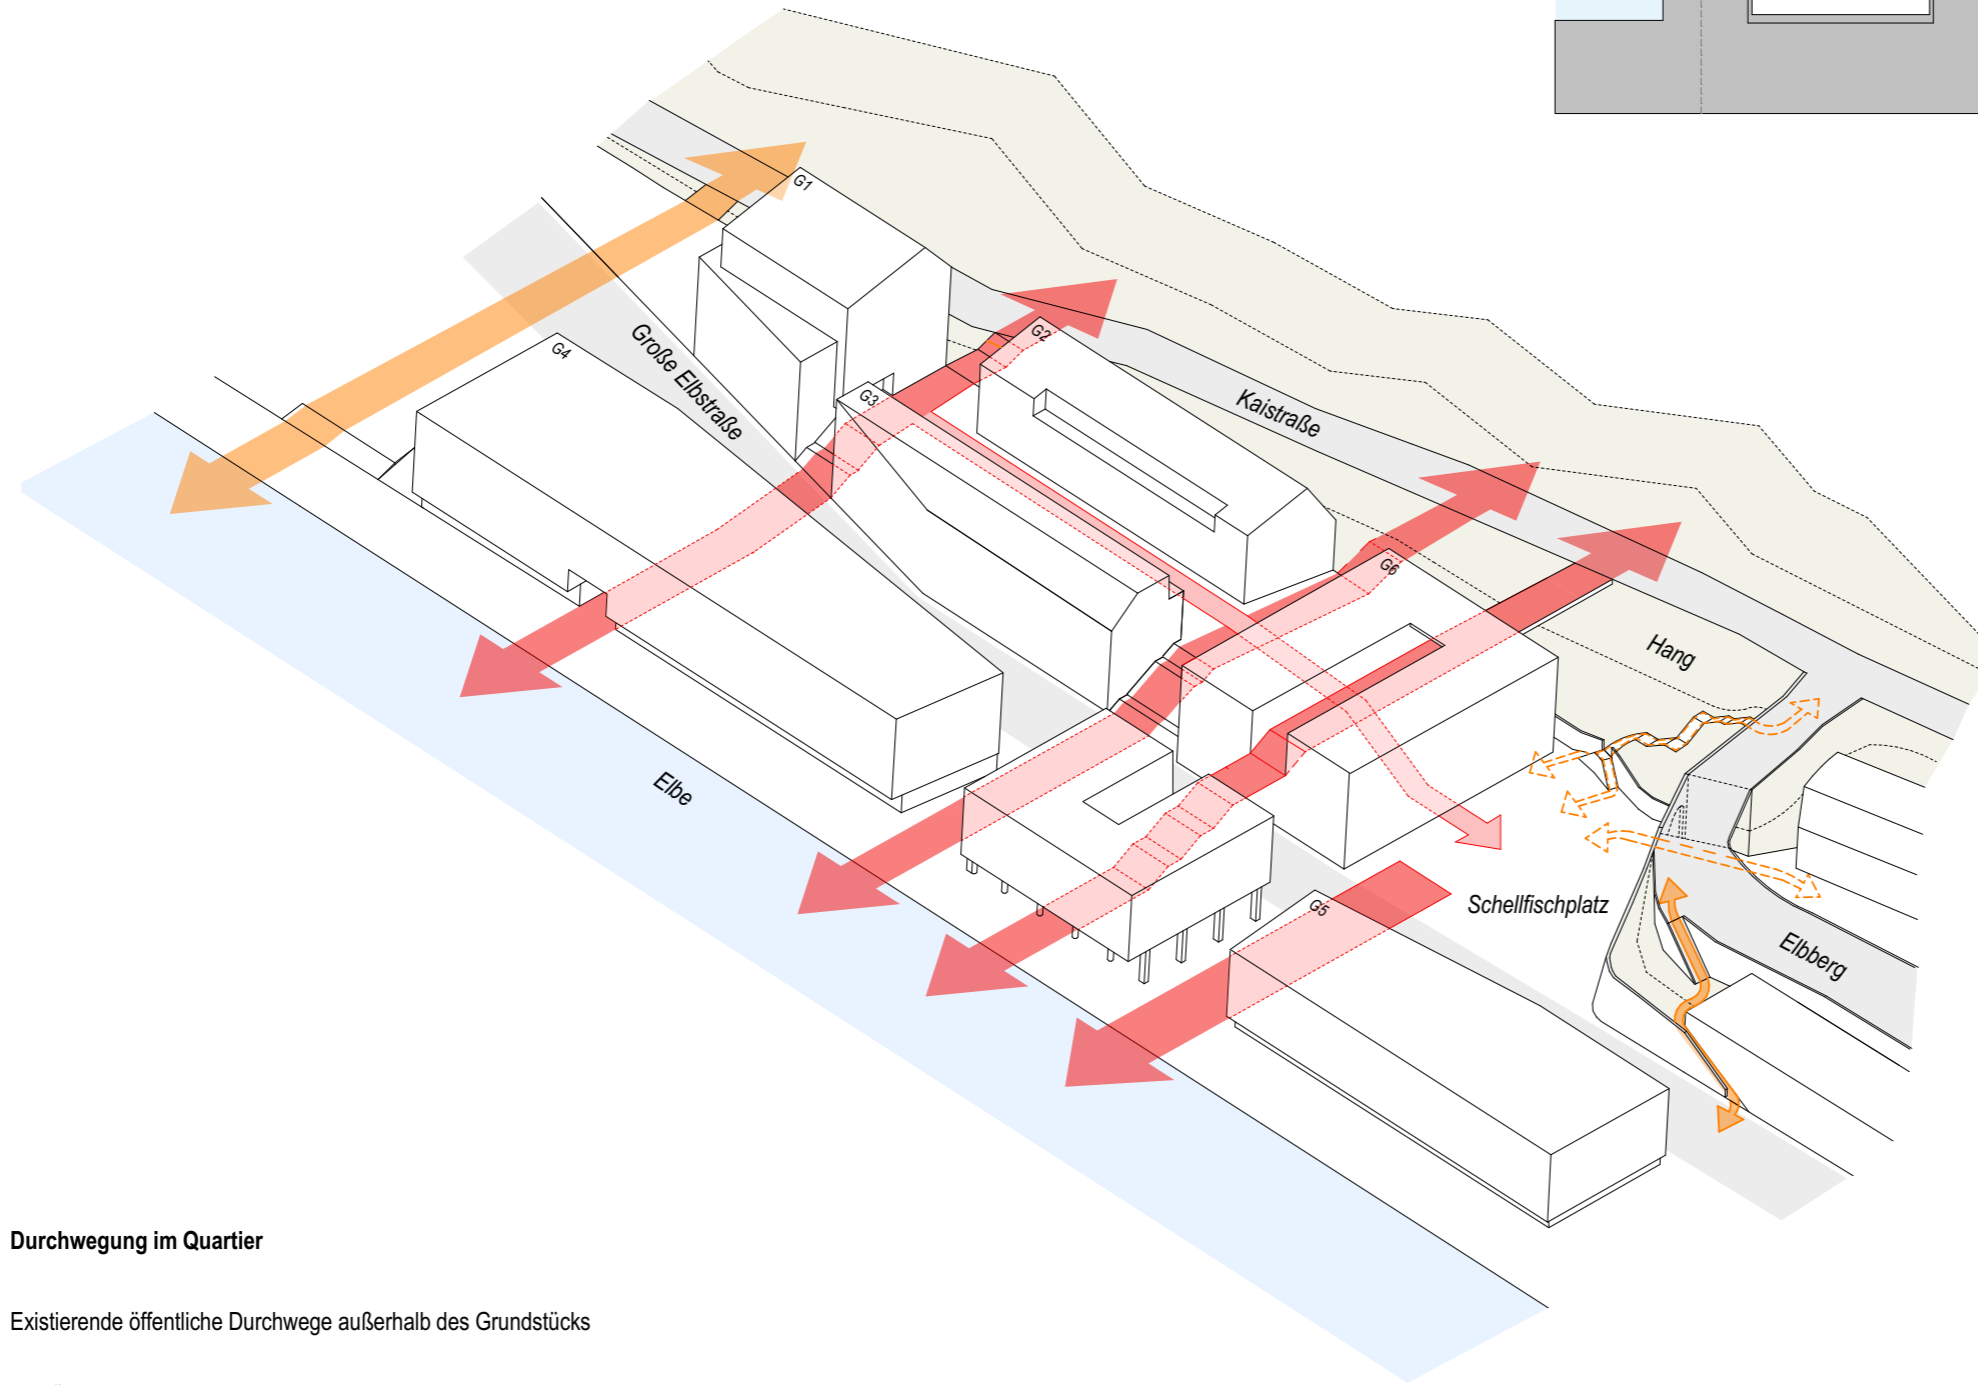 G1
G2
G4
Große Elbstraße
G3
Kaistraße
G6
Hang
Elbe
G5
Schellfischplatz
Elbberg
Durchwegung im Quartier
Existierende öffentliche Durchwege außerhalb des Grundstücks